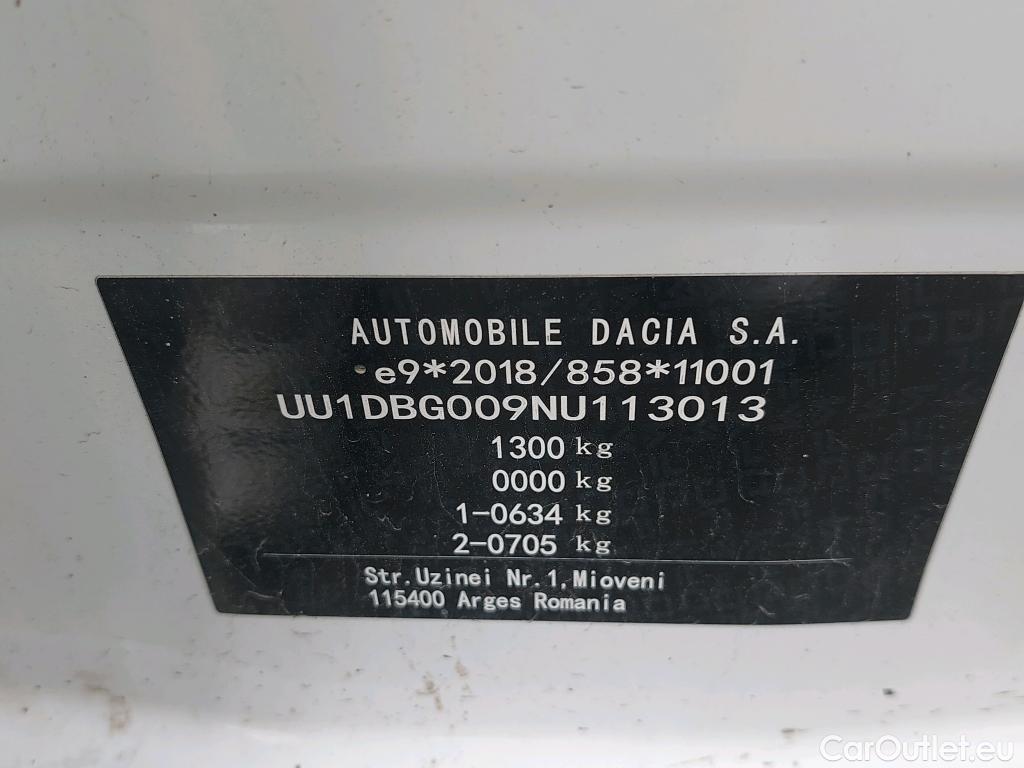 AUTOMOBILE DACIA S.A.
e9*2018/858*11001
UU1DBG009NU113013
1300 kg
0000 kg
1-0634 kg
2-0705 kg
Str.Uzinei Nr.1,Mioveni
115400 Arges Romania
CarOutlet.eu